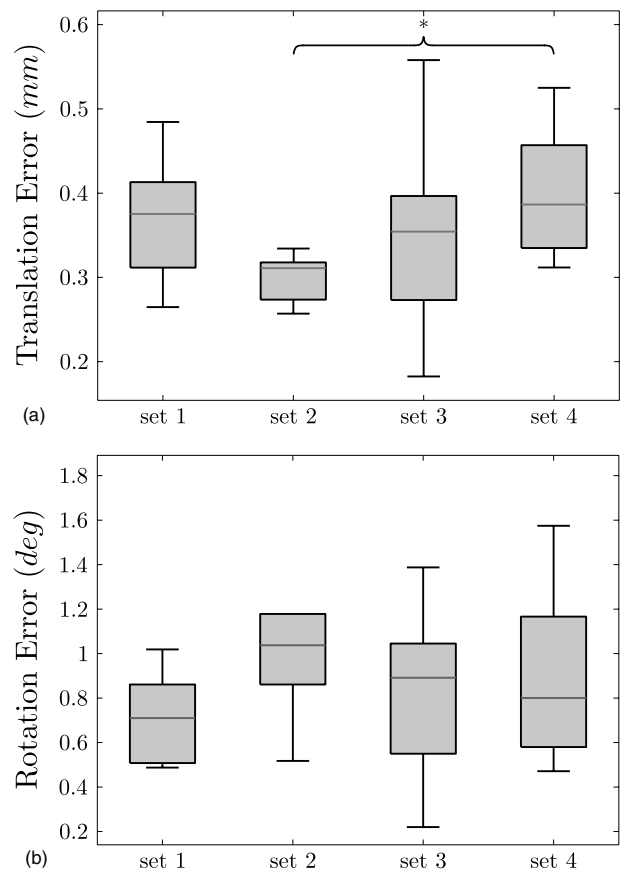 0.6
*
0.5
0.4
0.3
0.2
Translation Error (mm)
(a)
set 1 set 2 set 3 set 4
1.8
1.6
1.4
1.2
1
0.8
0.6
0.4
0.2
Rotation Error (deg)
(b)
set 1 set 2 set 3 set 4